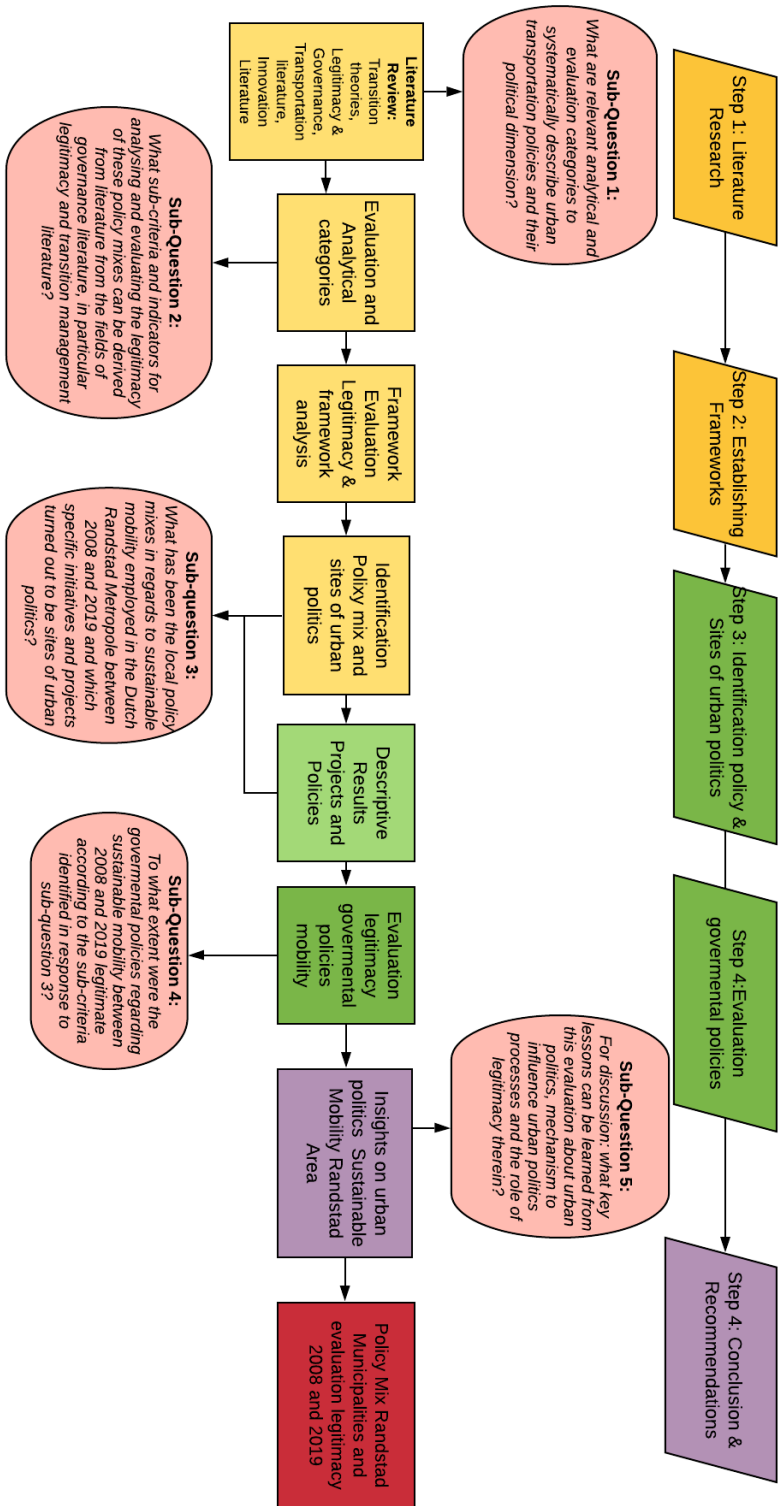 Step 1: Literature
Research
Step 2: Establishing
Frameworks
Step 3: Identification policy &
Sites of urban politics
Step 4:Evaluation
govermental policies
Step 4: Conclusion &
Recommendations
Sub-Question 1:
What are relevant analytical and
evaluation categories to
systematically describe urban
transportation policies and their
political dimension?
Sub-Question 5:
For discussion: what key
lessons can be learned from
this evaluation about urban
politics, mechanism to
influence urban politics
processes and the role of
legitimacy therein?
Literature
Review:
Transition
theories,
Legitimacy &
Governance,
Transportation
literature,
Innovation
Literature
Evaluation and
Analytical
categories
Framework
Evaluation
Legitimacy &
framework
analysis
Identification
Polixy mix and
sites of urban
politics
Descriptive
Results
Projects and
Policies
Evaluation
legitimacy
govermental
policies
mobility
Insights on urban
politics Sustainable
Mobility Randstad
Area
Policy Mix Randstad
Municipalities and
evaluation legitimacy
2008 and 2019
Sub-Question 2:
What sub-criteria and indicators for
analysing and evaluating the legitimacy
of these policy mixes can be derived
from literature from the fields of
governance literature, in particular
legitimacy and transition management
literature?
Sub-question 3:
What has been the local policy
mixes in regards to sustainable
mobility employed in the Dutch
Randstad Metropole between
2008 and 2019 and which
specific initiatives and projects
turned out to be sites of urban
politics?
Sub-Question 4:
To what extent were the
govermental policies regarding
sustainable mobility between
2008 and 2019 legitimate,
according to the sub-criteria
identified in response to
sub-question 3?